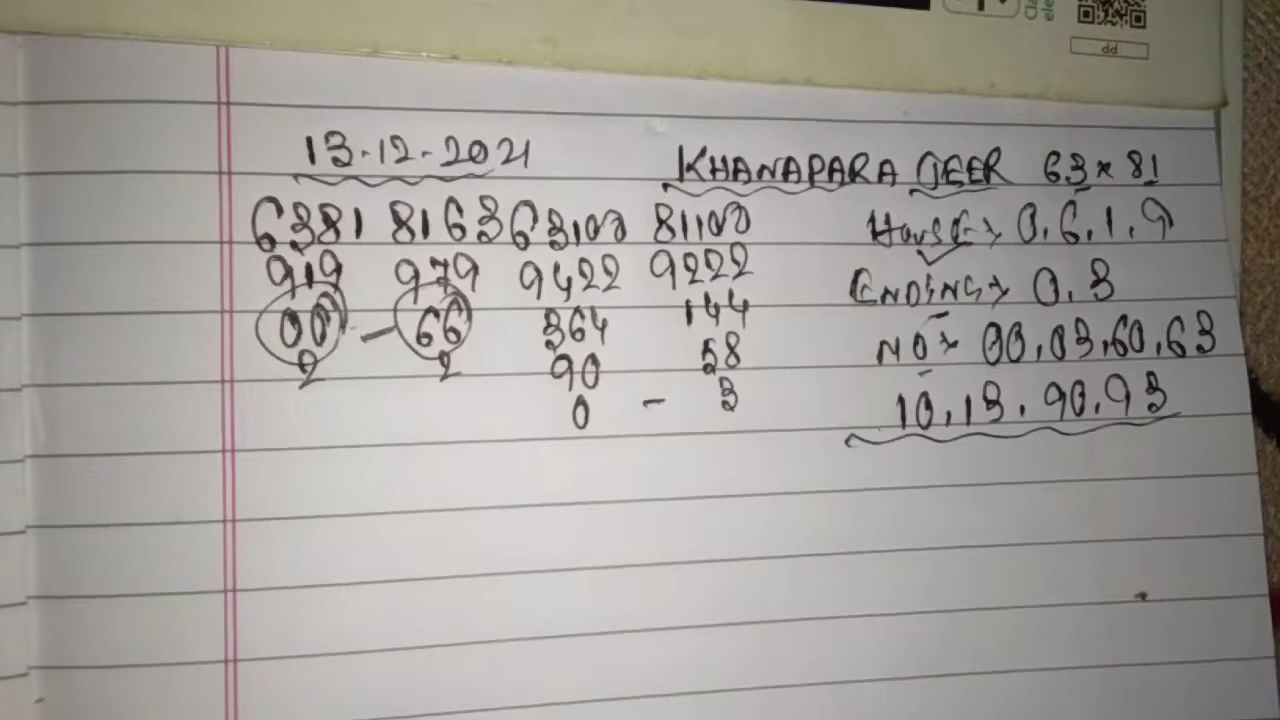 13-12-2021
KHANAPARA TEER 63 × 81
6381 8163 63100 81100
919 979 9422 9222
00 - 66 364 144
2 2 90 58
0 - 3
House → 0.6.1.9
ENDING → 0.3
NO → 00,03,60,63
10,13,90,93
dp